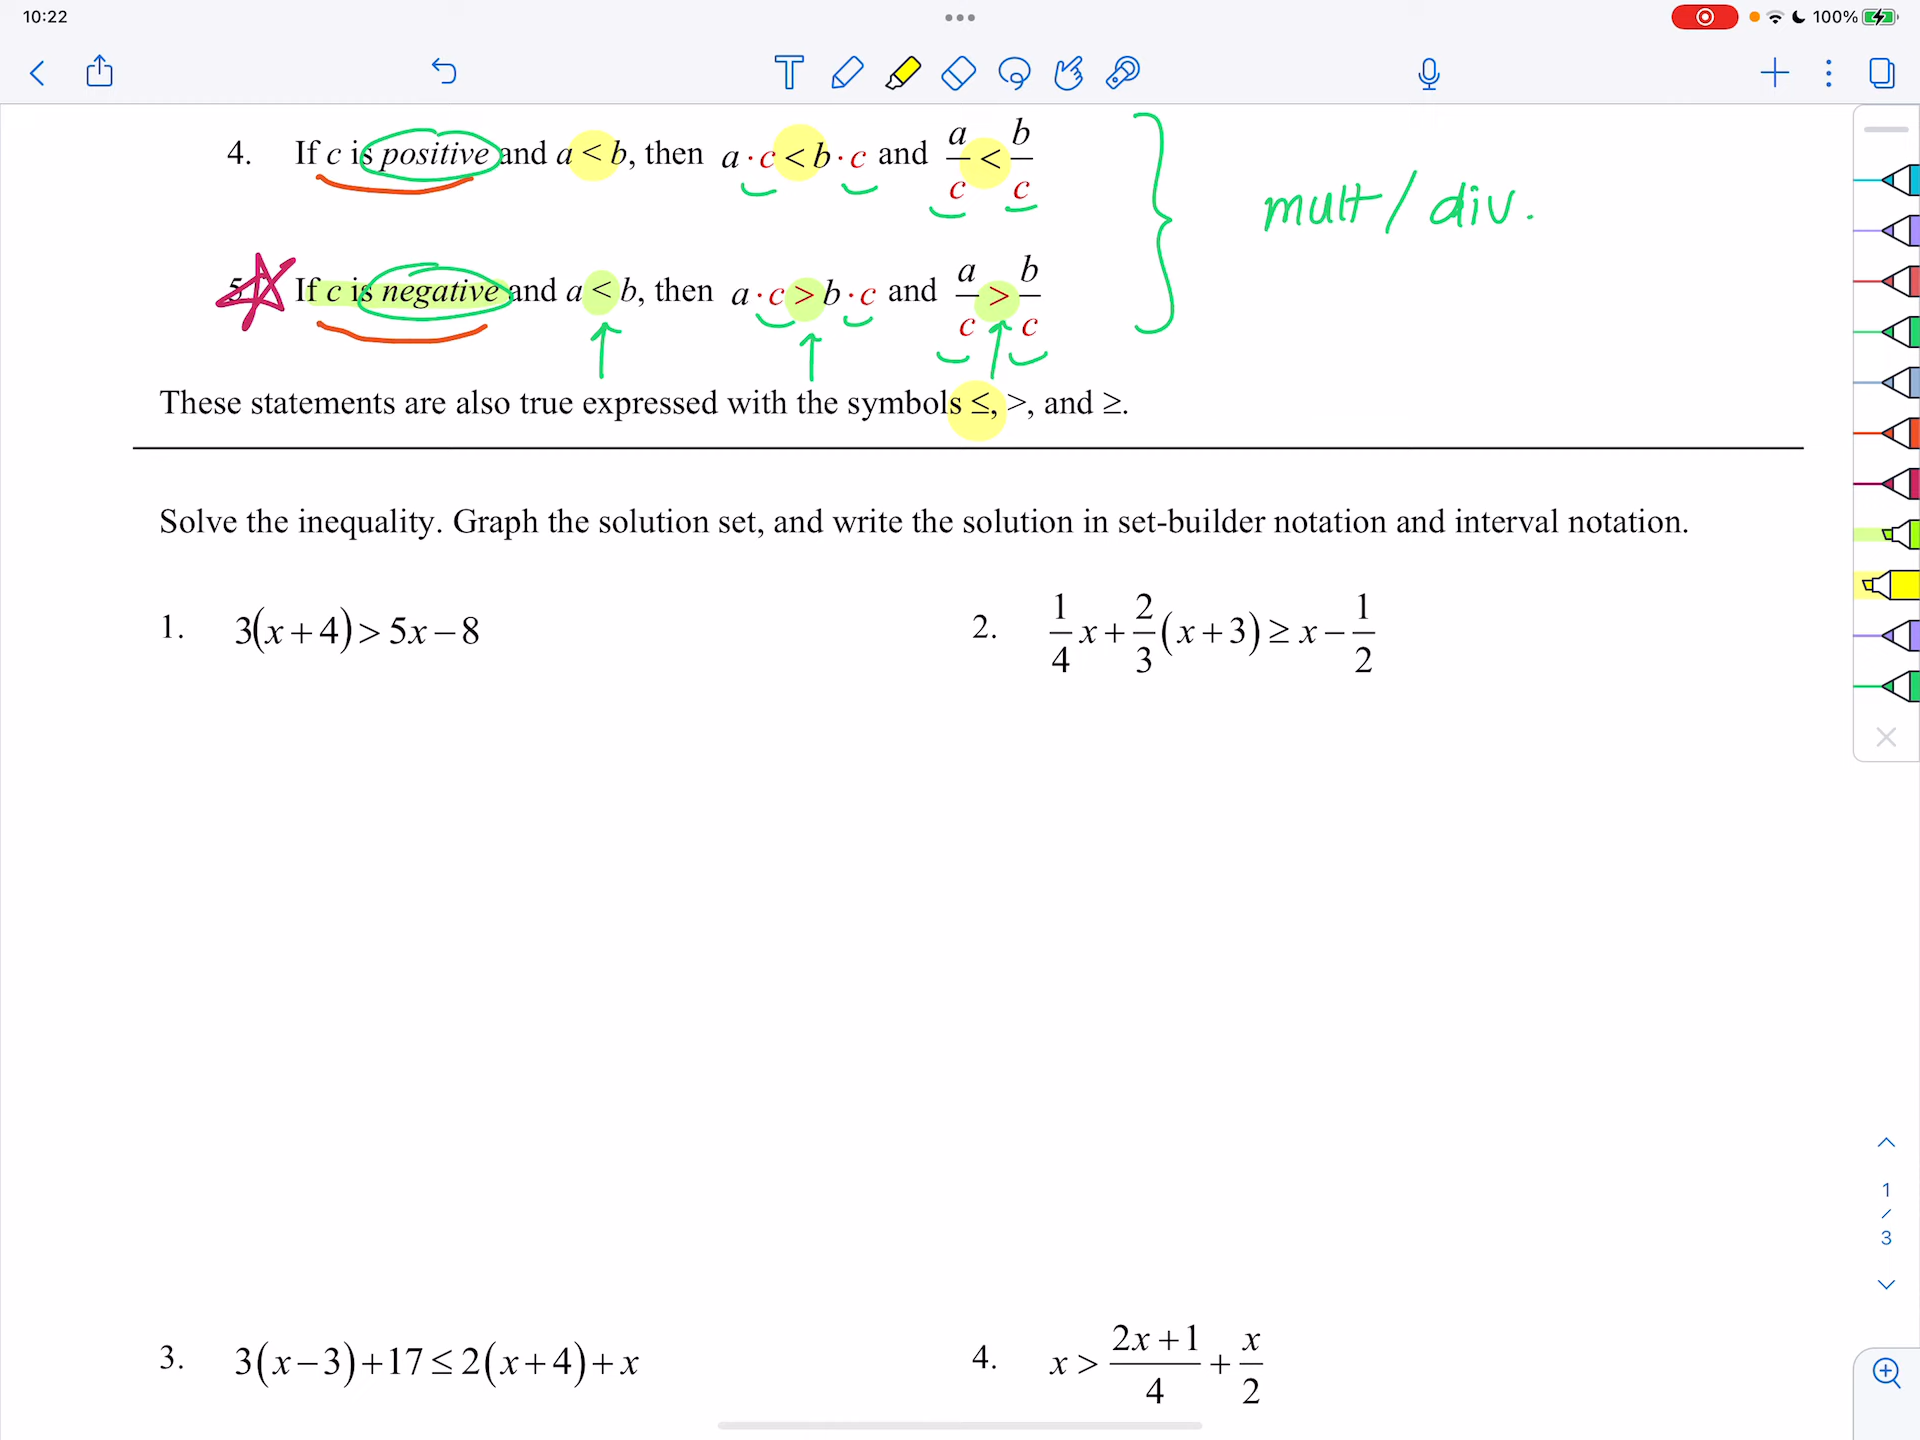 10:22
100%
4. If c is positive and a < b, then a · c < b · c and a/c < b/c
mult / div.
5. If c is negative and a < b, then a · c > b · c and a/c > b/c
These statements are also true expressed with the symbols ≤, >, and ≥.
Solve the inequality. Graph the solution set, and write the solution in set-builder notation and interval notation.
1. 3(x+4) > 5x−8
2. 1/4 x + 2/3 (x+3) ≥ x − 1/2
1
/
3
3. 3(x−3)+17 ≤ 2(x+4)+x
4. x > (2x+1)/4 + x/2